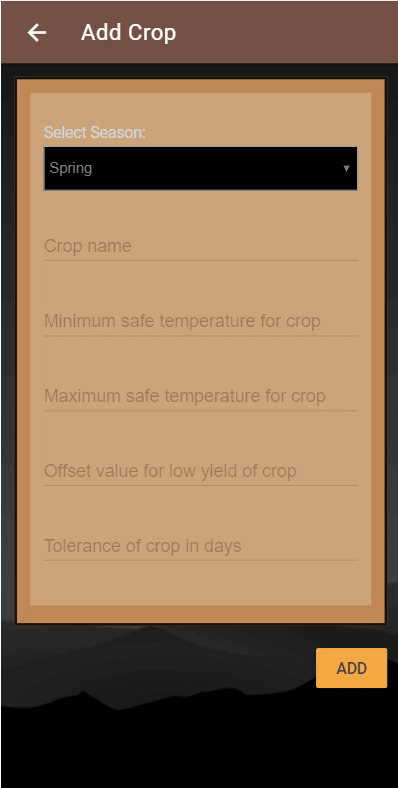 Add Crop
Select Season:
Spring
Crop name
Minimum safe temperature for crop
Maximum safe temperature for crop
Offset value for low yield of crop
Tolerance of crop in days
ADD